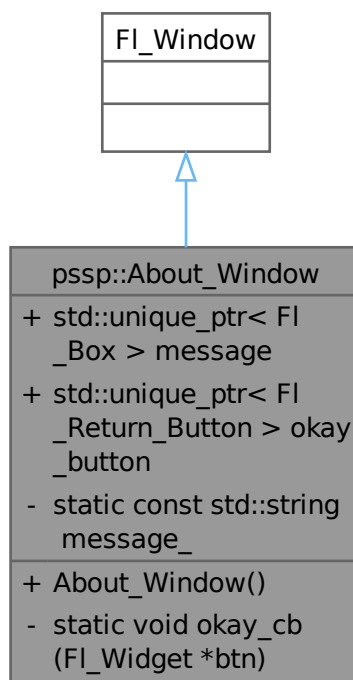 Fl_Window
pssp::About_Window
+ std::unique_ptr< Fl
_Box > message
+ std::unique_ptr< Fl
_Return_Button > okay
_button
- static const std::string
message_
+ About_Window()
- static void okay_cb
(Fl_Widget *btn)